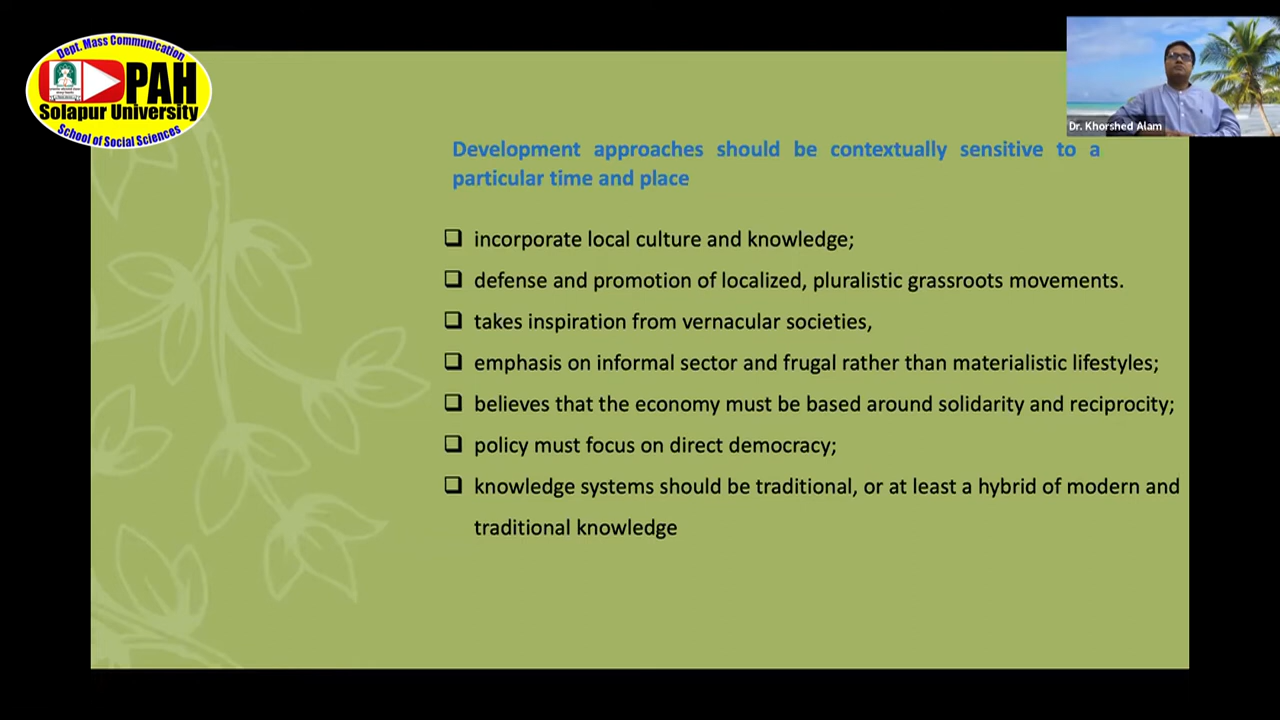 Dept. Mass Communication
PAH
Solapur University
School of Social Sciences
Dr. Khorshed Alam
Development approaches should be contextually sensitive to a
particular time and place
❑ incorporate local culture and knowledge;
❑ defense and promotion of localized, pluralistic grassroots movements.
❑ takes inspiration from vernacular societies,
❑ emphasis on informal sector and frugal rather than materialistic lifestyles;
❑ believes that the economy must be based around solidarity and reciprocity;
❑ policy must focus on direct democracy;
❑ knowledge systems should be traditional, or at least a hybrid of modern and
traditional knowledge